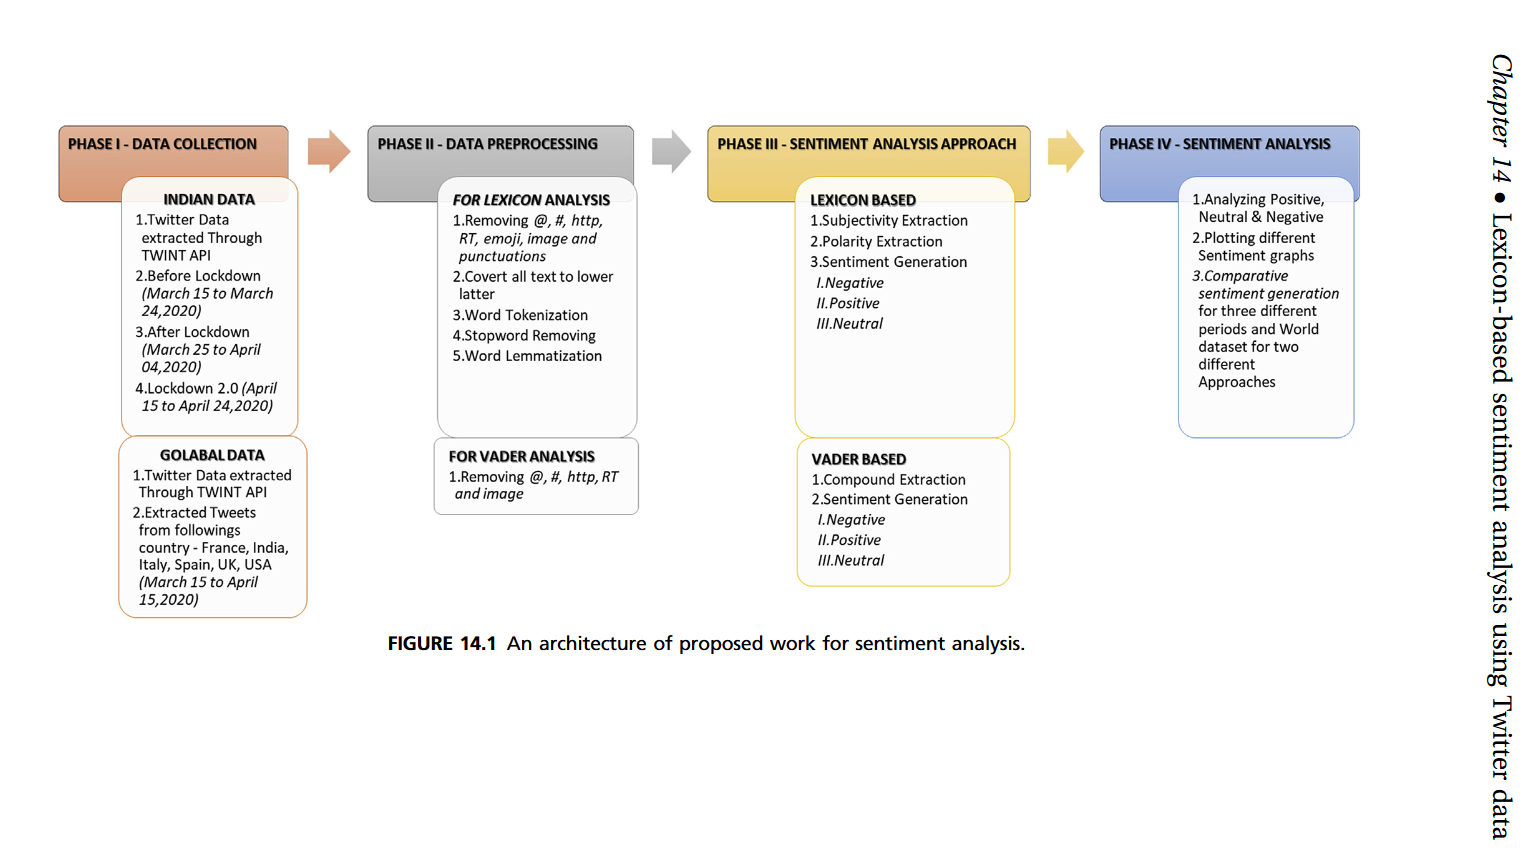 PHASE I - DATA COLLECTION
INDIAN DATA
1.Twitter Data
extracted Through
TWINT API
2.Before Lockdown
(March 15 to March
24,2020)
3.After Lockdown
(March 25 to April
04,2020)
4.Lockdown 2.0 (April
15 to April 24,2020)
GOLABAL DATA
1.Twitter Data extracted
Through TWINT API
2.Extracted Tweets
from followings
country - France, India,
Italy, Spain, UK, USA
(March 15 to April
15,2020)
PHASE II - DATA PREPROCESSING
FOR LEXICON ANALYSIS
1.Removing @, #, http,
RT, emoji, image and
punctuations
2.Covert all text to lower
latter
3.Word Tokenization
4.Stopword Removing
5.Word Lemmatization
FOR VADER ANALYSIS
1.Removing @, #, http, RT
and image
PHASE III - SENTIMENT ANALYSIS APPROACH
LEXICON BASED
1.Subjectivity Extraction
2.Polarity Extraction
3.Sentiment Generation
I.Negative
II.Positive
III.Neutral
VADER BASED
1.Compound Extraction
2.Sentiment Generation
I.Negative
II.Positive
III.Neutral
PHASE IV - SENTIMENT ANALYSIS
1.Analyzing Positive,
Neutral & Negative
2.Plotting different
Sentiment graphs
3.Comparative
sentiment generation
for three different
periods and World
dataset for two
different
Approaches
FIGURE 14.1 An architecture of proposed work for sentiment analysis.
Chapter 14 • Lexicon-based sentiment analysis using Twitter data